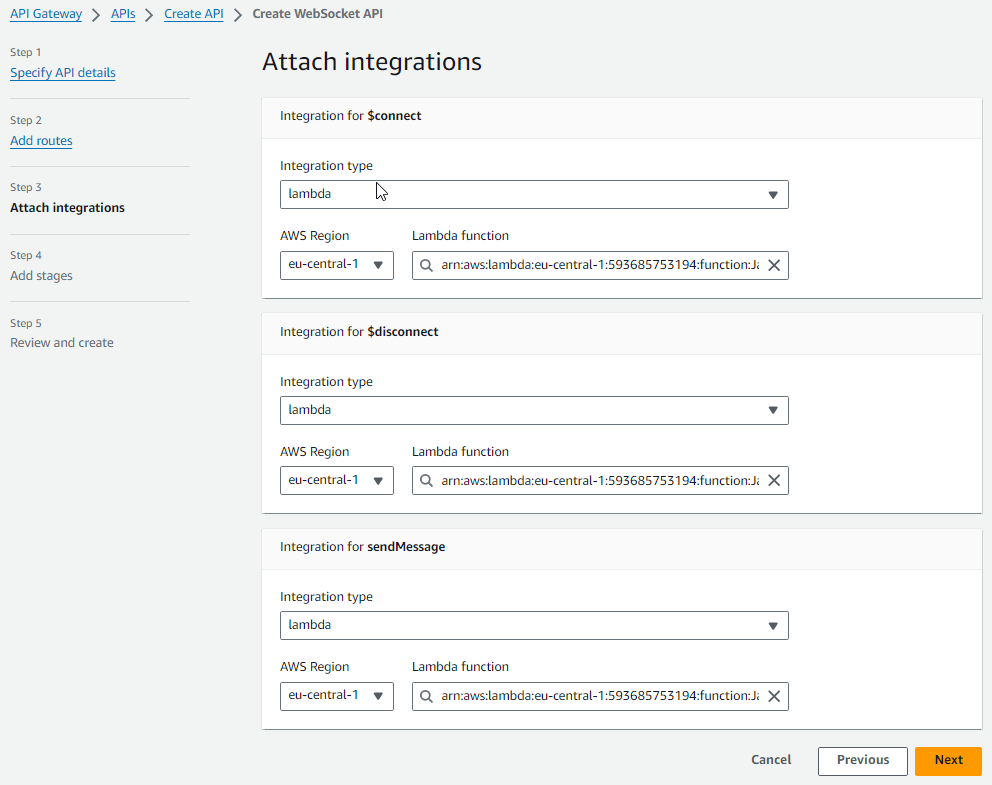 API Gateway > APIs > Create API > Create WebSocket API
Step 1
Specify API details
Step 2
Add routes
Step 3
Attach integrations
Step 4
Add stages
Step 5
Review and create
Attach integrations
Integration for $connect
Integration type
lambda
AWS Region
Lambda function
eu-central-1
arn:aws:lambda:eu-central-1:593685753194:function:Ja
Integration for $disconnect
Integration type
lambda
AWS Region
Lambda function
eu-central-1
arn:aws:lambda:eu-central-1:593685753194:function:Ja
Integration for sendMessage
Integration type
lambda
AWS Region
Lambda function
eu-central-1
arn:aws:lambda:eu-central-1:593685753194:function:Ja
Cancel
Previous
Next